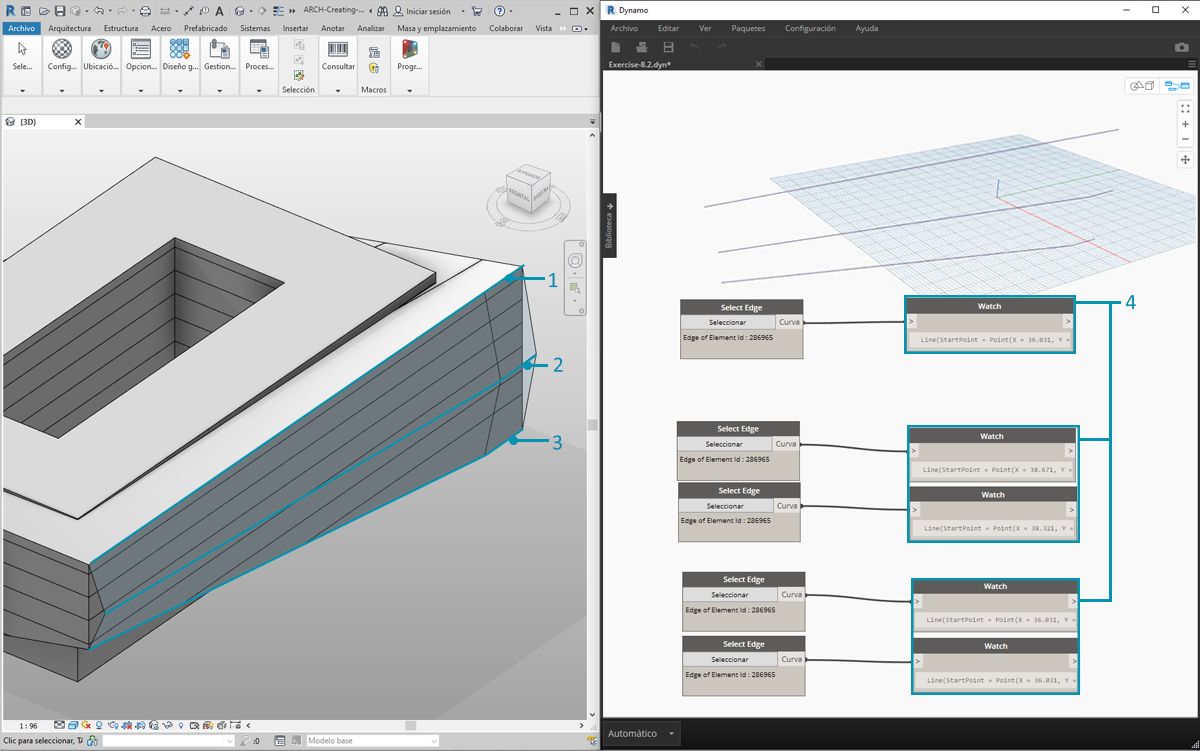 ARCH-Creating-...
Iniciar sesión
Archivo Arquitectura Estructura Acero Prefabricado Sistemas Insertar Anotar Analizar Masa y emplazamiento Colaborar Vista
Sele... Config... Ubicació... Opcion... Diseño g... Gestion... Proces... Consultar Progr...
Selección Macros
{3D}
FRONTAL
1
2
3
1 : 96
Clic para seleccionar, TA
:0
Modelo base
Dynamo
Archivo Editar Ver Paquetes Configuración Ayuda
Exercise-8.2.dyn*
Biblioteca
4
Select Edge
Seleccionar Curva
Edge of Element Id : 286965
Watch
> >
Line(StartPoint = Point(X = 36.031, Y =
Select Edge
Seleccionar Curva
Edge of Element Id : 286965
Watch
> >
Line(StartPoint = Point(X = 38.671, Y =
Select Edge
Seleccionar Curva
Edge of Element Id : 286965
Watch
> >
Line(StartPoint = Point(X = 38.321, Y =
Select Edge
Seleccionar Curva
Edge of Element Id : 286965
Watch
> >
Line(StartPoint = Point(X = 36.031, Y =
Select Edge
Seleccionar Curva
Edge of Element Id : 286965
Watch
> >
Line(StartPoint = Point(X = 36.031, Y =
Automático